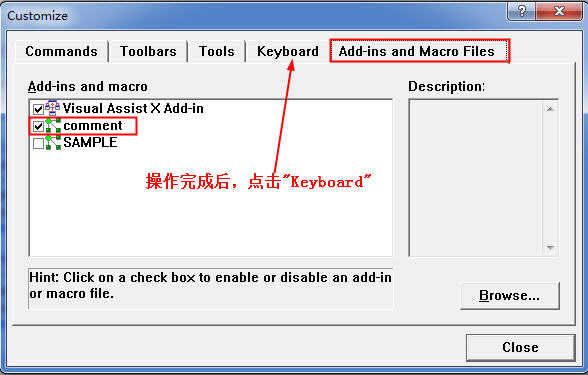 Customize
Commands Toolbars Tools Keyboard Add-ins and Macro Files
Add-ins and macro
Description:
Visual Assist X Add-in
comment
SAMPLE
操作完成后，点击"Keyboard"
Hint: Click on a check box to enable or disable an add-in
or macro file.
Browse...
Close